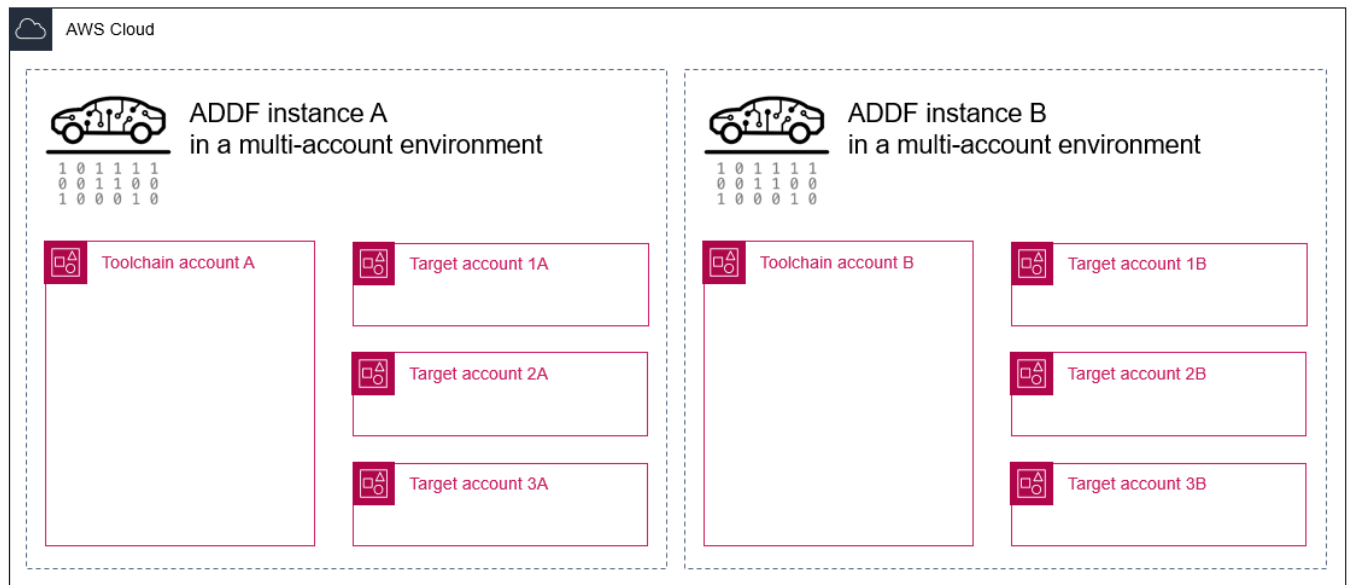 AWS Cloud
ADDF instance A
in a multi-account environment
1 0 1 1 1 1
0 0 1 1 0 0
1 0 0 0 1 0
Toolchain account A
Target account 1A
Target account 2A
Target account 3A
ADDF instance B
in a multi-account environment
1 0 1 1 1 1
0 0 1 1 0 0
1 0 0 0 1 0
Toolchain account B
Target account 1B
Target account 2B
Target account 3B